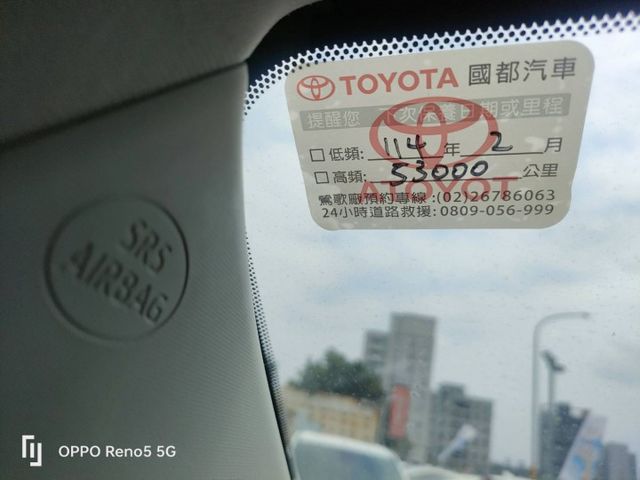 TOYOTA 國都汽車
提醒您 下次保養日期或里程
□低頻: 114 年 2 月
□高頻: 53000 公里
鶯歌廠預約專線:(02)26786063
24小時道路救援:0809-056-999
TOYOTA
SRS
AIRBAG
OPPO Reno5 5G